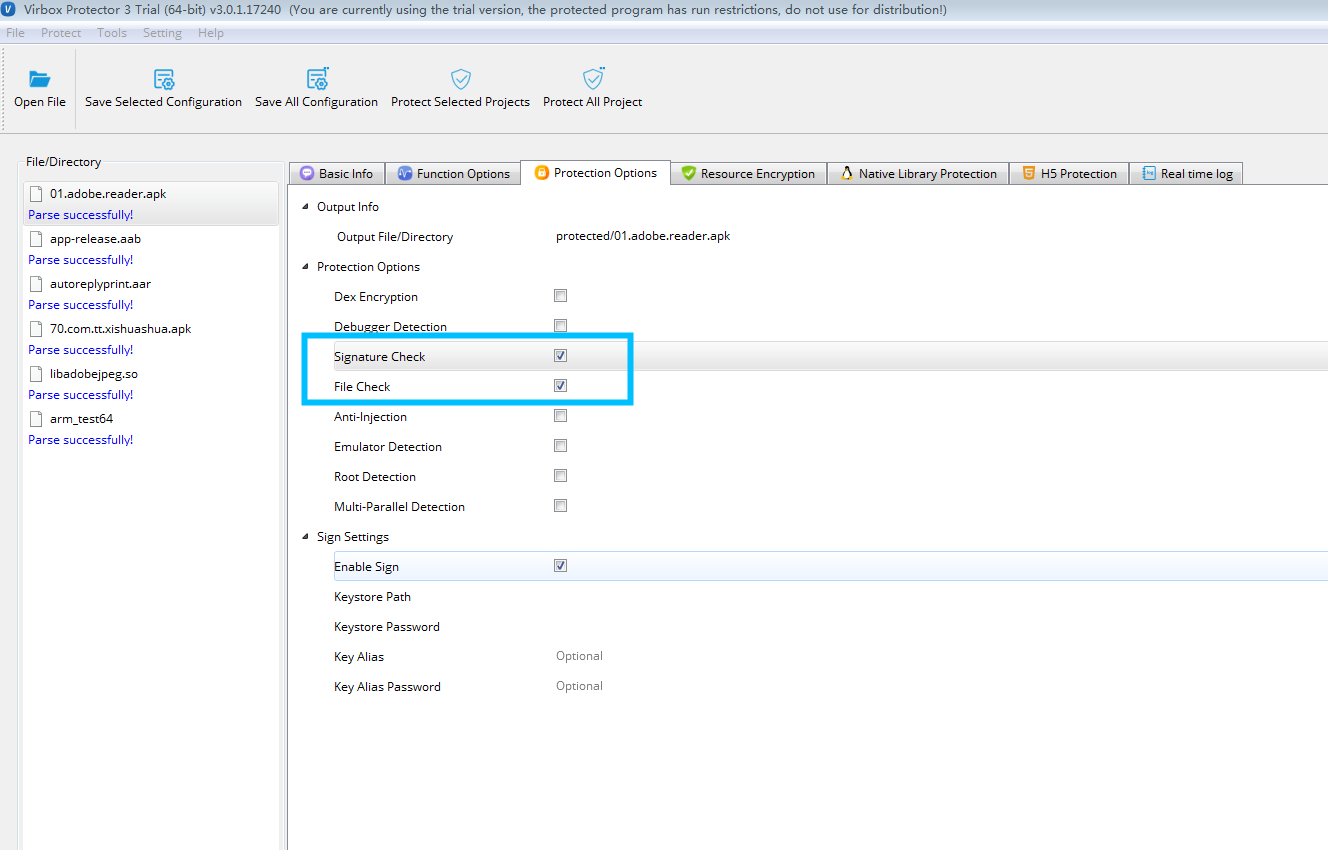 Virbox Protector 3 Trial (64-bit) v3.0.1.17240 (You are currently using the trial version, the protected program has run restrictions, do not use for distribution!)
File Protect Tools Setting Help
Open File Save Selected Configuration Save All Configuration Protect Selected Projects Protect All Project
File/Directory
01.adobe.reader.apk
Parse successfully!
app-release.aab
Parse successfully!
autoreplyprint.aar
Parse successfully!
70.com.tt.xishuashua.apk
Parse successfully!
libadobejpeg.so
Parse successfully!
arm_test64
Parse successfully!
Basic Info Function Options Protection Options Resource Encryption Native Library Protection H5 Protection Real time log
Output Info
Output File/Directory protected/01.adobe.reader.apk
Protection Options
Dex Encryption
Debugger Detection
Signature Check
File Check
Anti-Injection
Emulator Detection
Root Detection
Multi-Parallel Detection
Sign Settings
Enable Sign
Keystore Path
Keystore Password
Key Alias Optional
Key Alias Password Optional